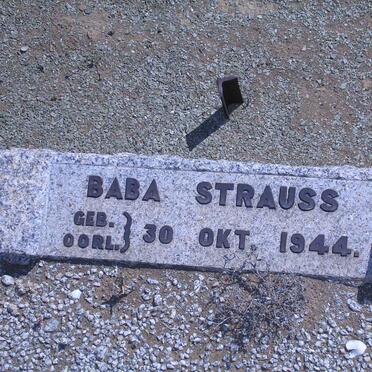 BABA STRAUSS
GEB.
OORL. } 30 OKT. 1944.